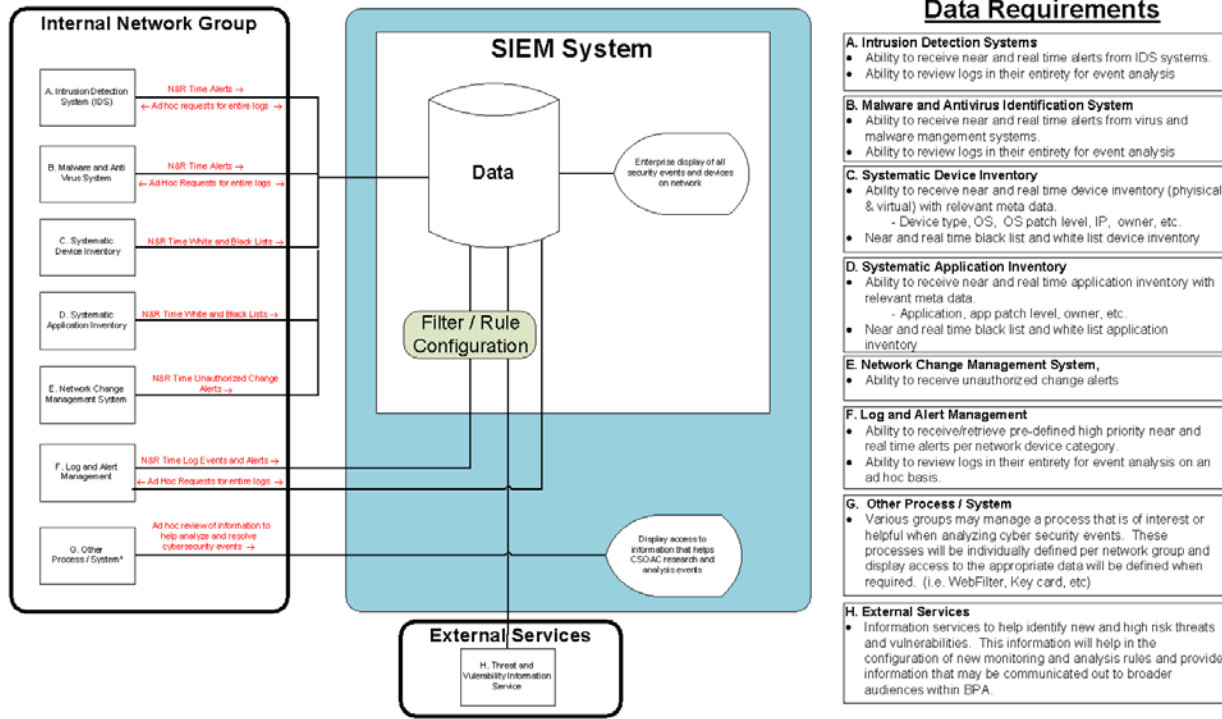 Internal Network Group
A. Intrusion Detection
System (IDS)
N&R Time Alerts →
← Ad hoc requests for entire logs →
B. Malware and Anti
Virus System
N&R Time Alerts →
← Ad Hoc Requests for entire logs →
C. Systematic
Device Inventory
N&R Time White and Black Lists →
D. Systematic
Application Inventory
N&R Time White and Black Lists →
E. Network Change
Management System
N&R Time Unauthorized Change
Alerts →
F. Log and Alert
Management
N&R Time Log Events and Alerts →
← Ad Hoc Requests for entire logs →
G. Other
Process / System*
Ad hoc review of information to
help analyze and resolve
cybersecurity events →
SIEM System
Data
Enterprise display of all
security events and devices
on network
Filter / Rule
Configuration
Display access to
information that helps
CSOAC research and
analysis events
External Services
H. Threat and
Vulerability Information
Service
Data Requirements
A. Intrusion Detection Systems
• Ability to receive near and real time alerts from IDS systems.
• Ability to review logs in their entirety for event analysis
B. Malware and Antivirus Identification System
• Ability to receive near and real time alerts from virus and
malware mangement systems.
• Ability to review logs in their entirety for event analysis
C. Systematic Device Inventory
• Ability to receive near and real time device inventory (phyisical
& virtual) with relevant meta data.
- Device type, OS, OS patch level, IP, owner, etc.
• Near and real time black list and white list device inventory
D. Systematic Application Inventory
• Ability to receive near and real time application inventory with
relevant meta data.
- Application, app patch level, owner, etc.
• Near and real time black list and white list application
inventory
E. Network Change Management System,
• Ability to receive unauthorized change alerts
F. Log and Alert Management
• Ability to receive/retrieve pre-defined high priority near and
real time alerts per network device category.
• Ability to review logs in their entirety for event analysis on an
ad hoc basis.
G. Other Process / System
• Various groups may manage a process that is of interest or
helpful when analyzing cyber security events. These
processes will be individually defined per network group and
display access to the appropriate data will be defined when
required. (i.e. WebFilter, Key card, etc)
H. External Services
• Information services to help identify new and high risk threats
and vulnerabilities. This information will help in the
configuration of new monitoring and analysis rules and provide
information that may be communicated out to broader
audiences within BPA.